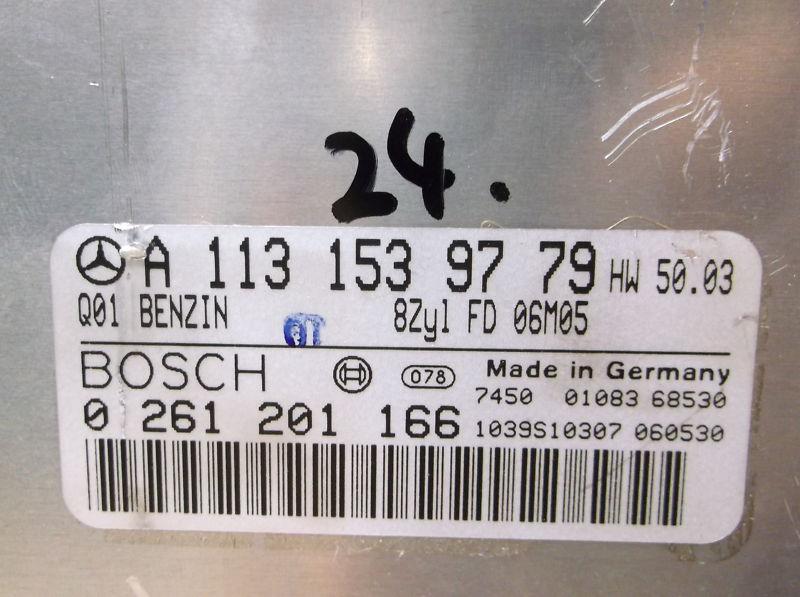 24.
A 113 153 97 79 HW 50.03
Q01 BENZIN 8Zyl FD 06M05
BOSCH 078 Made in Germany
7450 01083 68530
0 261 201 166 1039S10307 060530